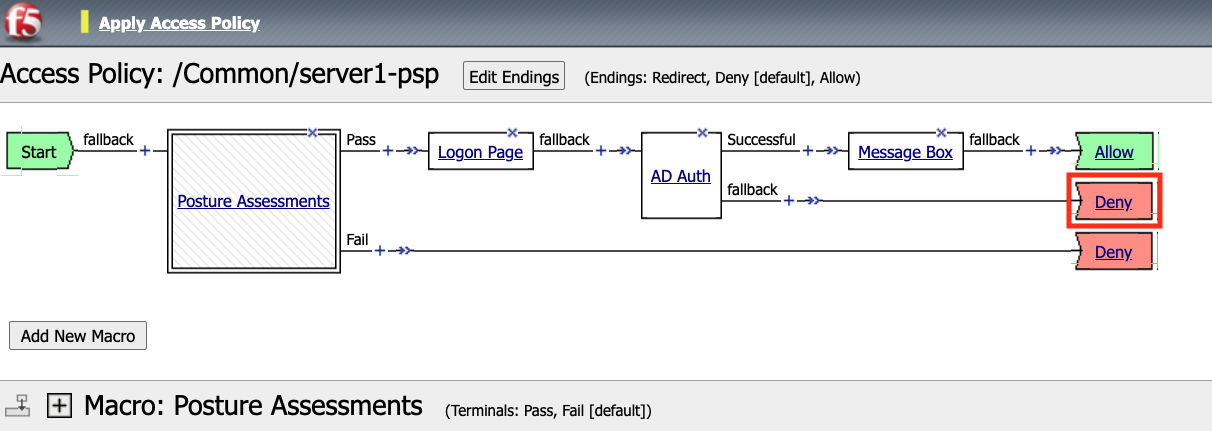 f5 Apply Access Policy
Access Policy: /Common/server1-psp Edit Endings (Endings: Redirect, Deny [default], Allow)
Start fallback + Posture Assessments Pass + Logon Page fallback + AD Auth Successful + Message Box fallback + Allow
fallback + Deny
Fail + Deny
Add New Macro
+ Macro: Posture Assessments (Terminals: Pass, Fail [default])